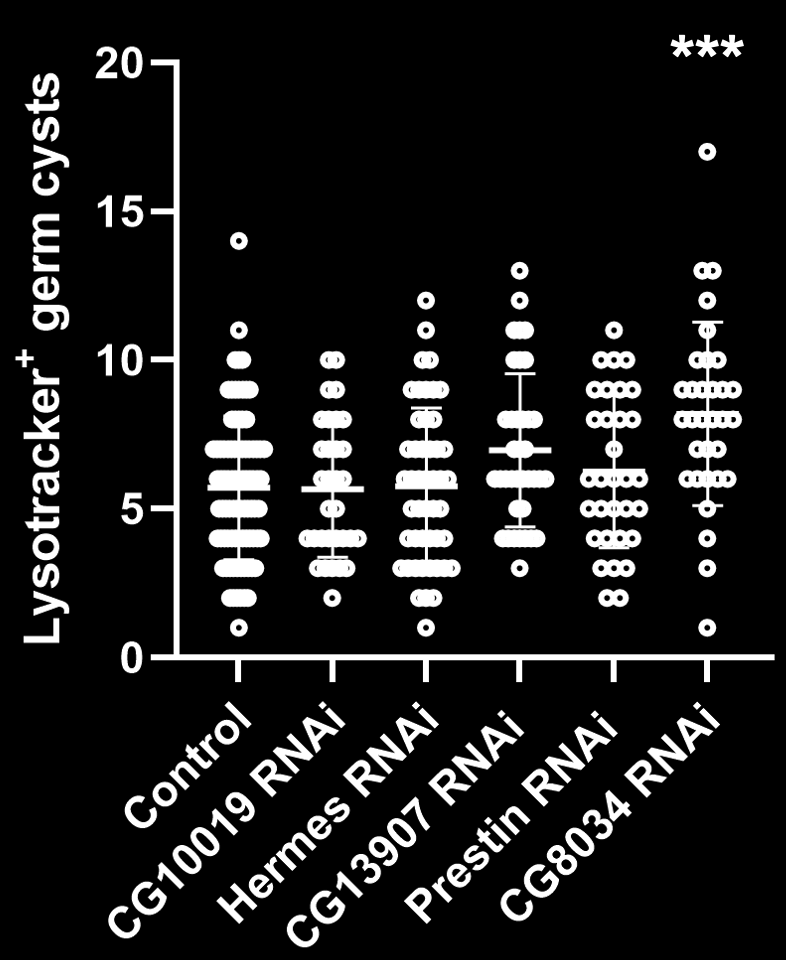 ***
20
15
10
5
0
Lysotracker+ germ cysts
Control
CG10019 RNAi
Hermes RNAi
CG13907 RNAi
Prestin RNAi
CG8034 RNAi